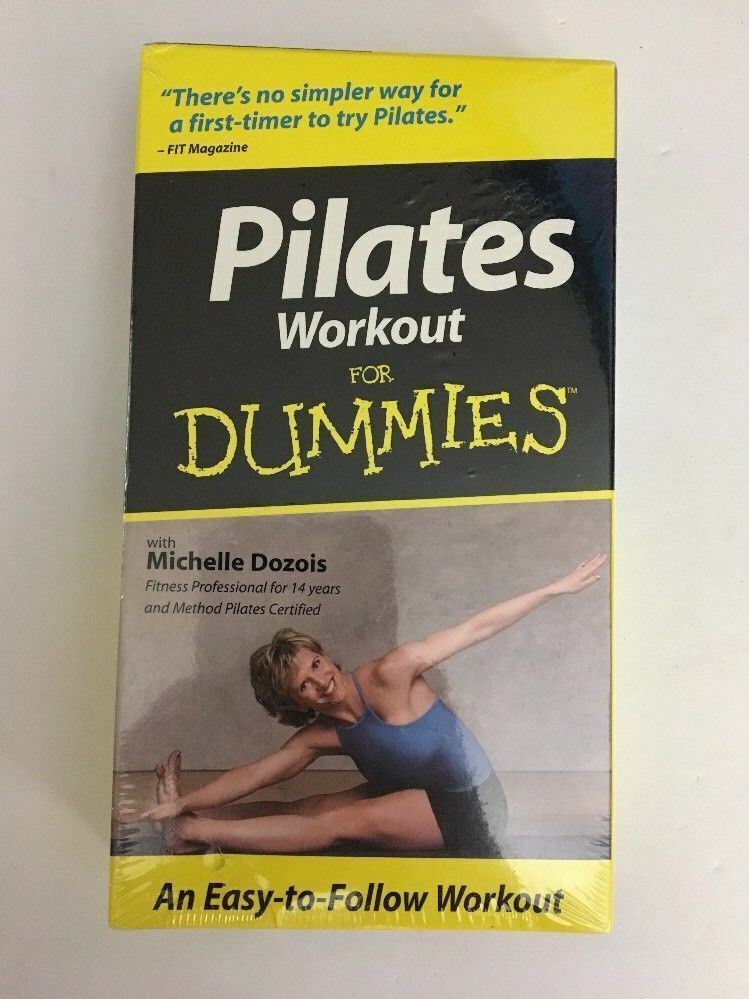 “There’s no simpler way for
a first-timer to try Pilates.”
– FIT Magazine
Pilates
Workout
FOR
DUMMIES™
with
Michelle Dozois
Fitness Professional for 14 years
and Method Pilates Certified
An Easy-to-Follow Workout